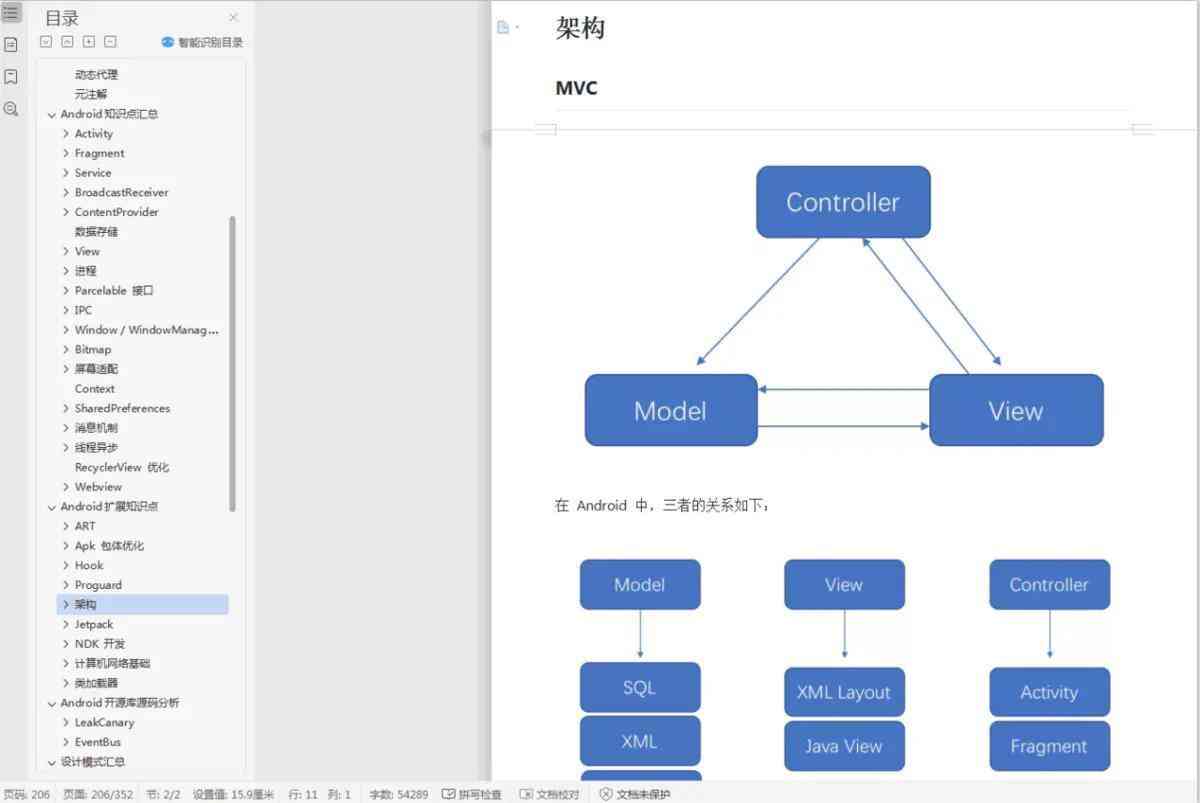 目录
智能识别目录
动态代理
元注解
Android 知识点汇总
Activity
Fragment
Service
BroadcastReceiver
ContentProvider
数据存储
View
进程
Parcelable 接口
IPC
Window / WindowManag...
Bitmap
屏幕适配
Context
SharedPreferences
消息机制
线程异步
RecyclerView 优化
Webview
Android 扩展知识点
ART
Apk 包体优化
Hook
Proguard
架构
Jetpack
NDK 开发
计算机网络基础
类加载器
Android 开源库源码分析
LeakCanary
EventBus
设计模式汇总
架构
MVC
Controller
Model
View
在 Android 中，三者的关系如下：
Model View Controller
SQL XML Layout Activity
XML Java View Fragment
页码: 206 页面: 206/352 节: 2/2 设置值: 15.9厘米 行: 11 列: 1 字数: 54289 拼写检查 文档校对 文档未保护